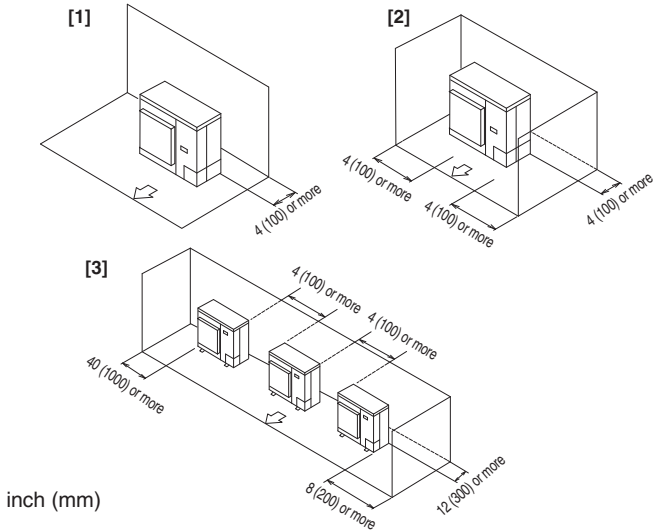 [1]
4 (100) or more
[2]
4 (100) or more
4 (100) or more
4 (100) or more
[3]
4 (100) or more
4 (100) or more
40 (1000) or more
8 (200) or more
12 (300) or more
inch (mm)